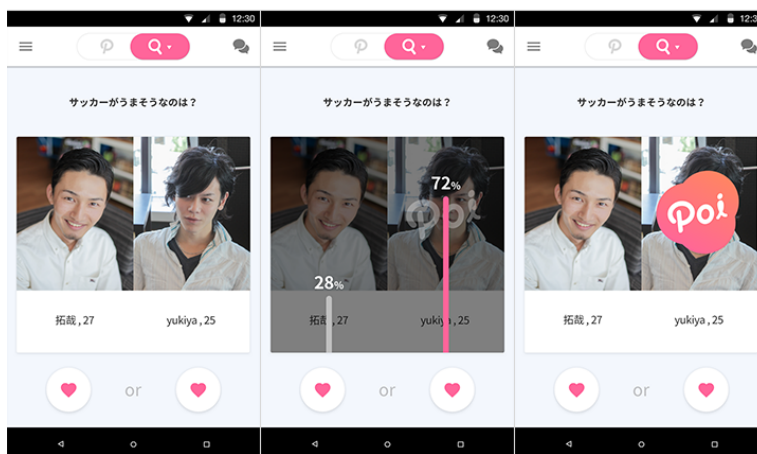 12:30
サッカーがうまそうなのは？
拓哉 , 27
yukiya , 25
or
12:30
サッカーがうまそうなのは？
72%
Poi
28%
拓哉 , 27
yukiya , 25
or
12:3
サッカーがうまそうなのは？
Poi
拓哉 , 27
yukiya , 25
or